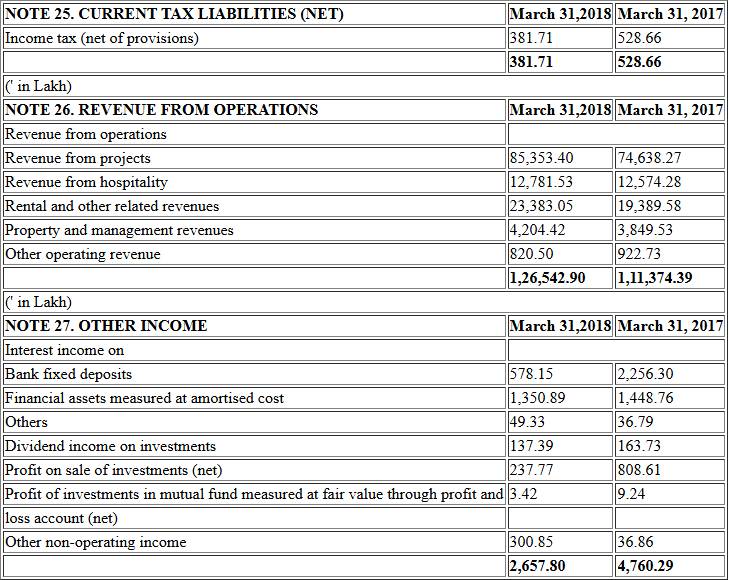 NOTE 25. CURRENT TAX LIABILITIES (NET) March 31,2018 March 31, 2017
Income tax (net of provisions) 381.71 528.66
381.71 528.66
(' in Lakh)
NOTE 26. REVENUE FROM OPERATIONS March 31,2018 March 31, 2017
Revenue from operations
Revenue from projects 85,353.40 74,638.27
Revenue from hospitality 12,781.53 12,574.28
Rental and other related revenues 23,383.05 19,389.58
Property and management revenues 4,204.42 3,849.53
Other operating revenue 820.50 922.73
1,26,542.90 1,11,374.39
(' in Lakh)
NOTE 27. OTHER INCOME March 31,2018 March 31, 2017
Interest income on
Bank fixed deposits 578.15 2,256.30
Financial assets measured at amortised cost 1,350.89 1,448.76
Others 49.33 36.79
Dividend income on investments 137.39 163.73
Profit on sale of investments (net) 237.77 808.61
Profit of investments in mutual fund measured at fair value through profit and 3.42 9.24
loss account (net)
Other non-operating income 300.85 36.86
2,657.80 4,760.29